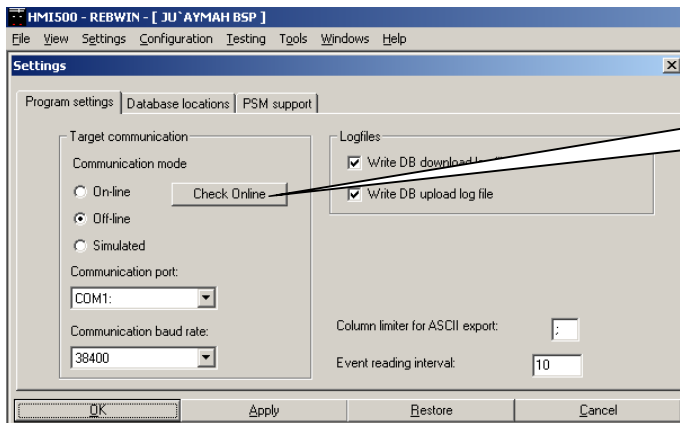 HMI500 - REBWIN - [ JU`AYMAH BSP ]
File View Settings Configuration Testing Tools Windows Help
Settings
Program settings Database locations PSM support
Target communication
Communication mode
On-line
Check Online
Off-line
Simulated
Communication port:
COM1:
Communication baud rate:
38400
Logfiles
Write DB download
Write DB upload log file
Column limiter for ASCII export: ;
Event reading interval: 10
OK Apply Restore Cancel